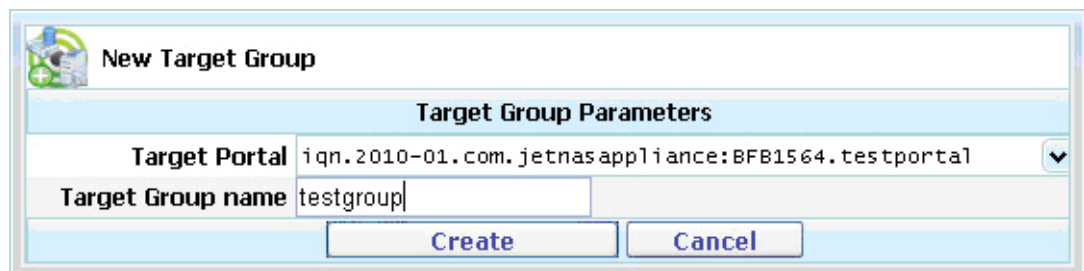 New Target Group
Target Group Parameters
Target Portal iqn.2010-01.com.jetnasappliance:BFB1564.testportal
Target Group name testgroup
Create Cancel